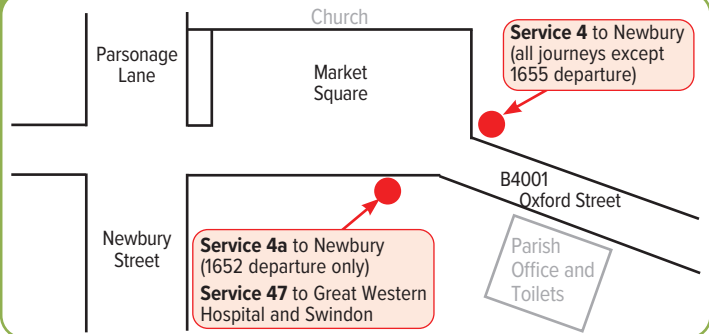 Church
Parsonage
Lane
Market
Square
Service 4 to Newbury
(all journeys except
1655 departure)
B4001
Oxford Street
Newbury
Street
Service 4a to Newbury
(1652 departure only)
Service 47 to Great Western
Hospital and Swindon
Parish
Office and
Toilets